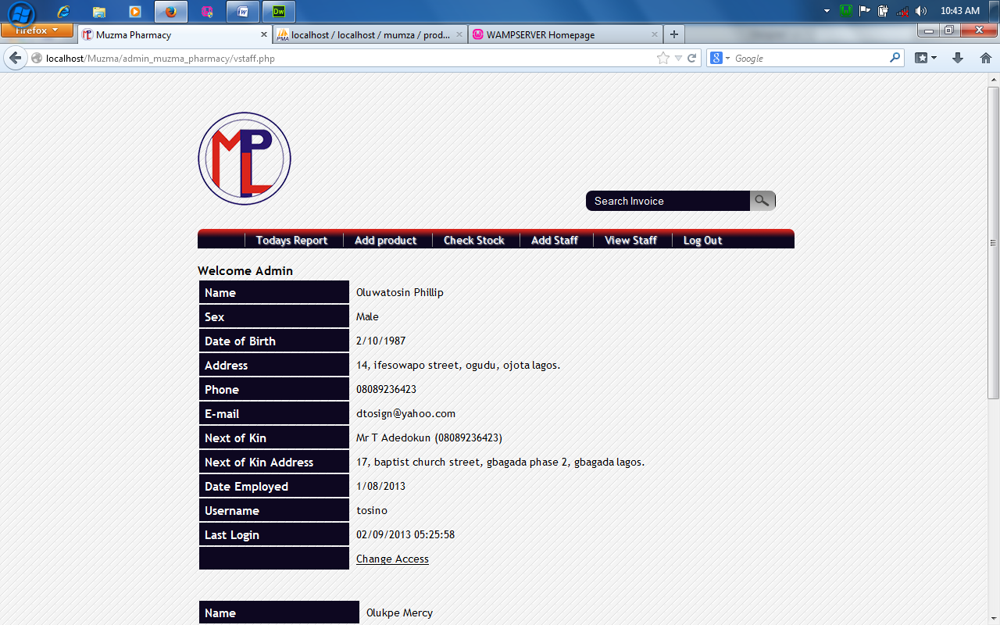 10:43 AM
Firefox
Muzma Pharmacy
localhost / localhost / mumza / prod...
WAMPSERVER Homepage
localhost/Muzma/admin_muzma_pharmacy/vstaff.php
Google
MPL
Search Invoice
Todays Report Add product Check Stock Add Staff View Staff Log Out
Welcome Admin
Name Oluwatosin Phillip
Sex Male
Date of Birth 2/10/1987
Address 14, ifesowapo street, ogudu, ojota lagos.
Phone 08089236423
E-mail dtosign@yahoo.com
Next of Kin Mr T Adedokun (08089236423)
Next of Kin Address 17, baptist church street, gbagada phase 2, gbagada lagos.
Date Employed 1/08/2013
Username tosino
Last Login 02/09/2013 05:25:58
Change Access
Name Olukpe Mercy